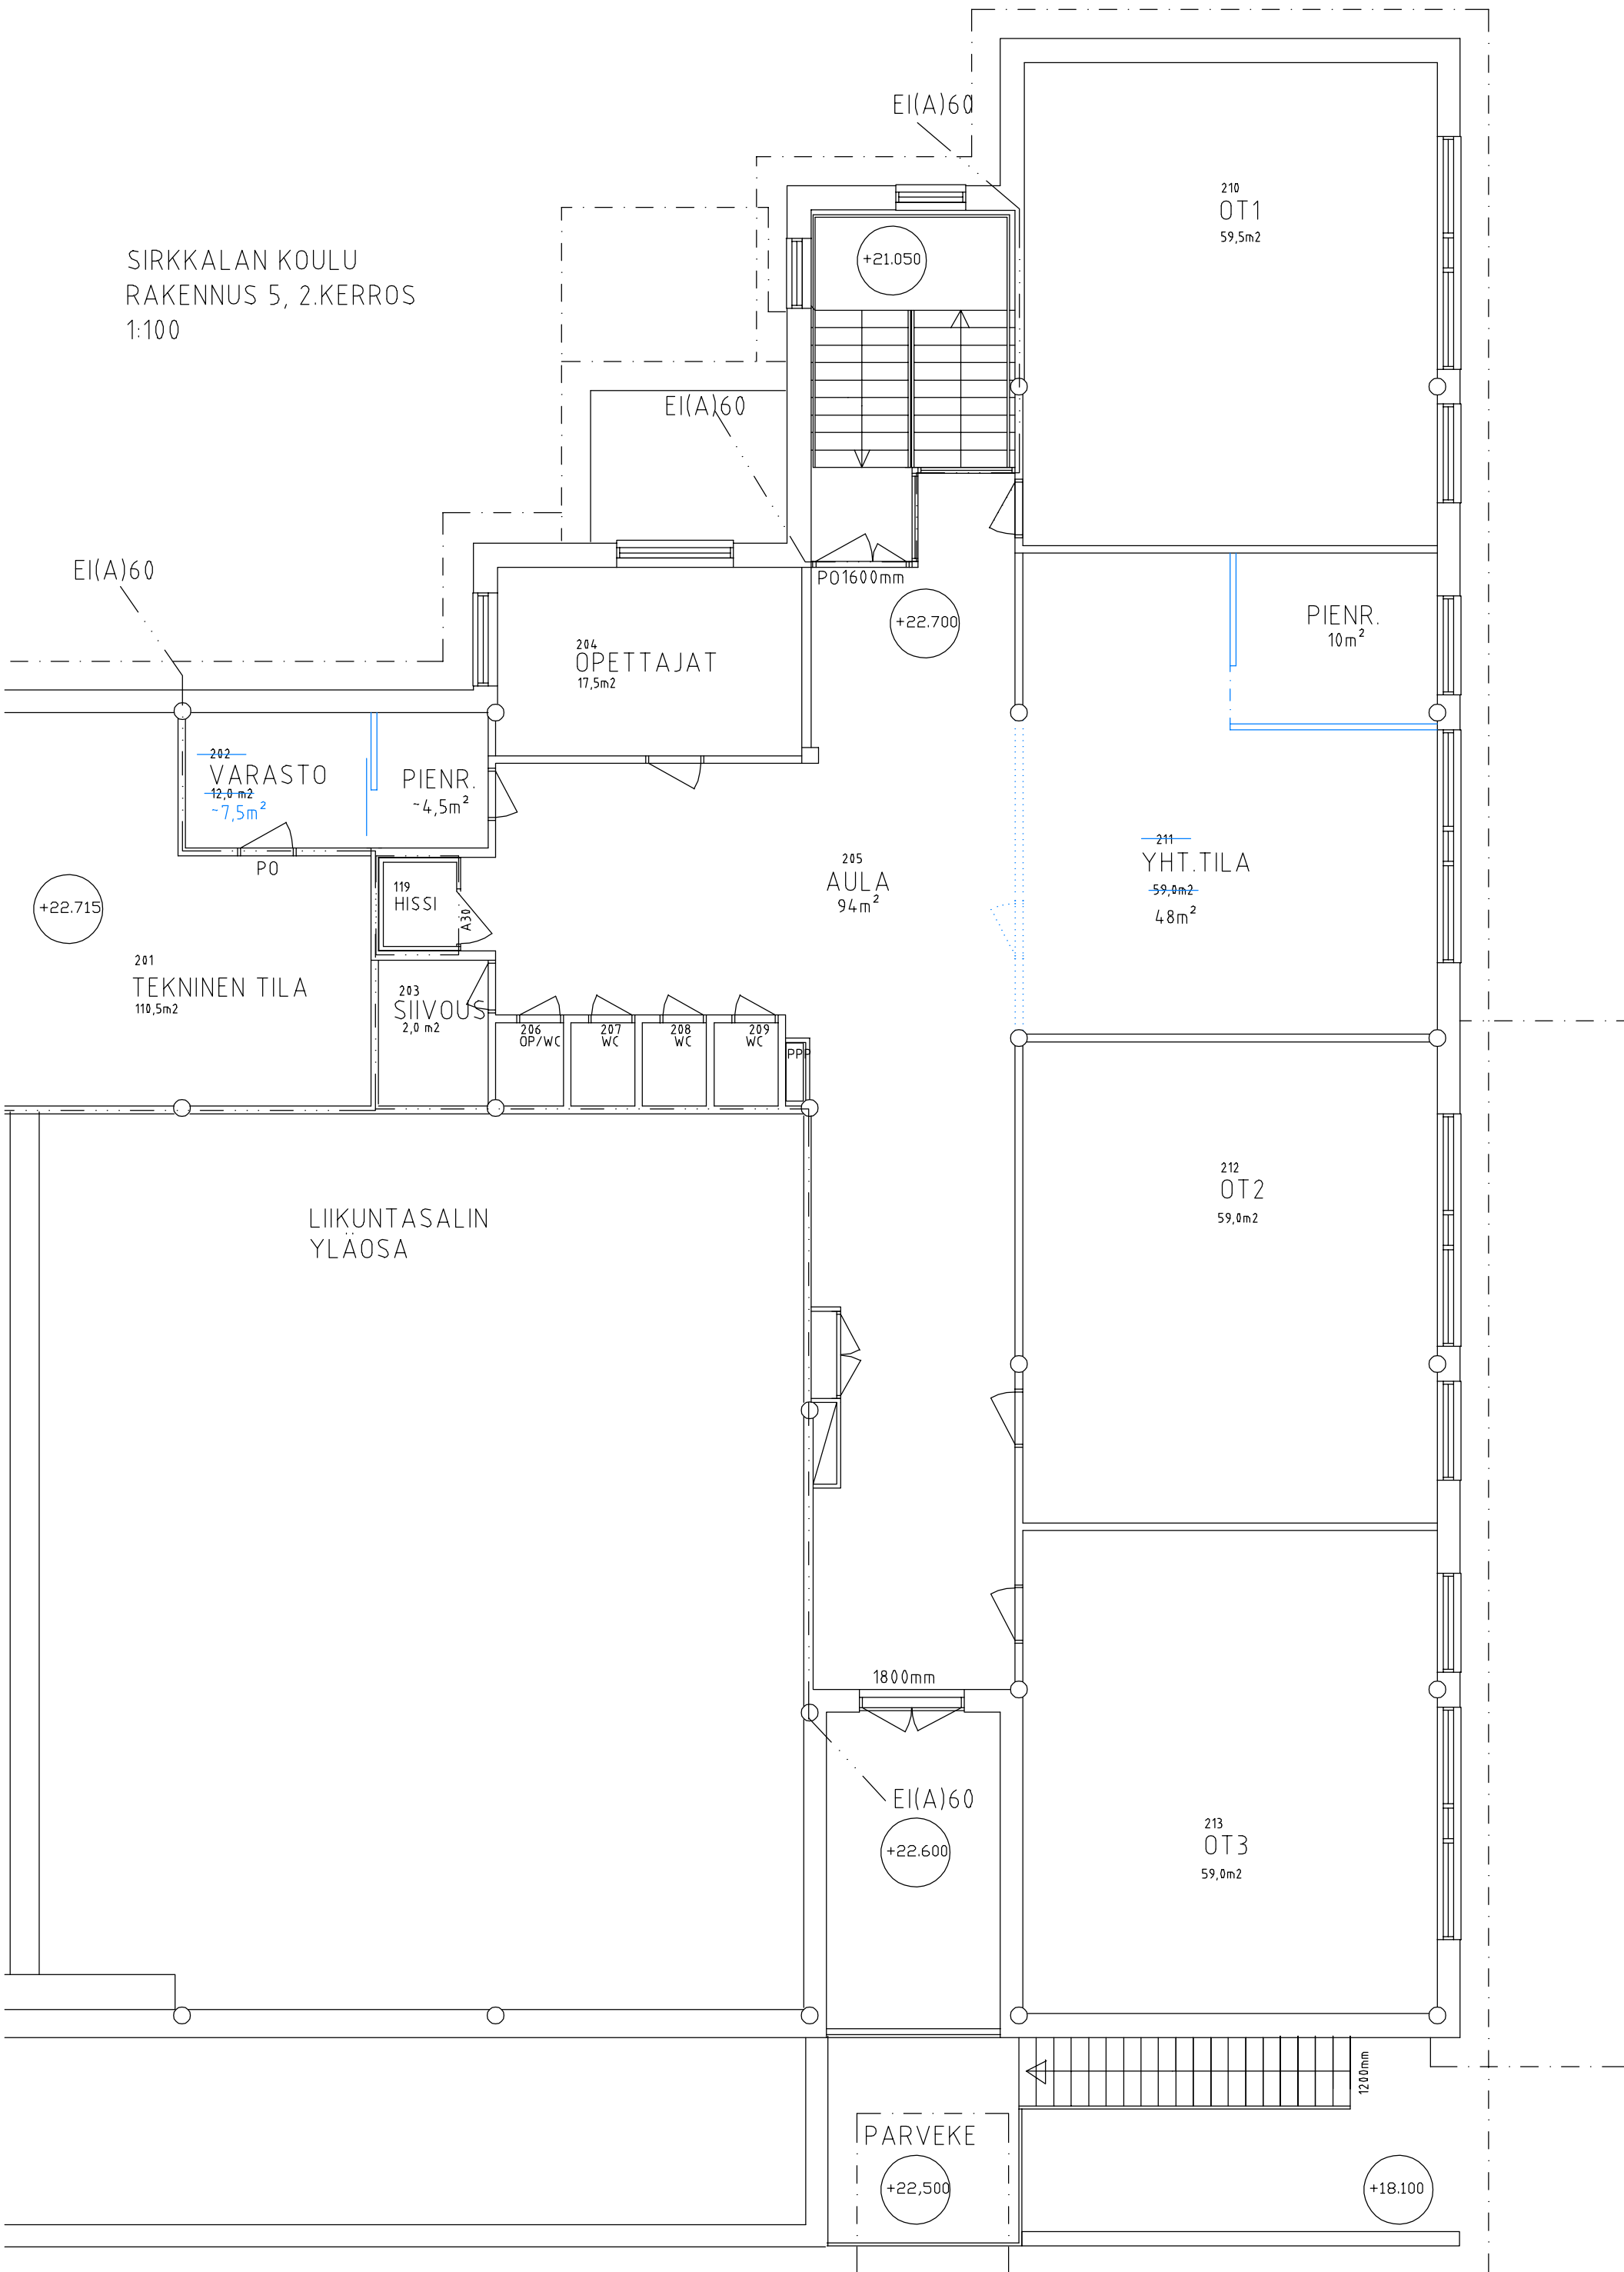 EI(A)60
210
OT1
59,5m2
SIRKKALAN KOULU
RAKENNUS 5, 2.KERROS
1:100
+21.050
EI(A)60
EI(A)60
PO1600mm
+22.700
PIENR.
10m²
204
OPETTAJAT
17,5m2
202
VARASTO
12,0 m2
~7,5m²
PIENR.
~4,5m²
PO
119
HISSI
A30
205
AULA
94m²
211
YHT.TILA
59,0m2
48m²
+22.715
201
TEKNINEN TILA
110,5m2
203
SIIVOUS
2,0 m2
206
OP/WC
207
WC
208
WC
209
WC
PPP
212
OT2
59,0m2
LIIKUNTASALIN
YLÄOSA
1800mm
EI(A)60
+22.600
213
OT3
59,0m2
1200mm
PARVEKE
+22,500
+18.100